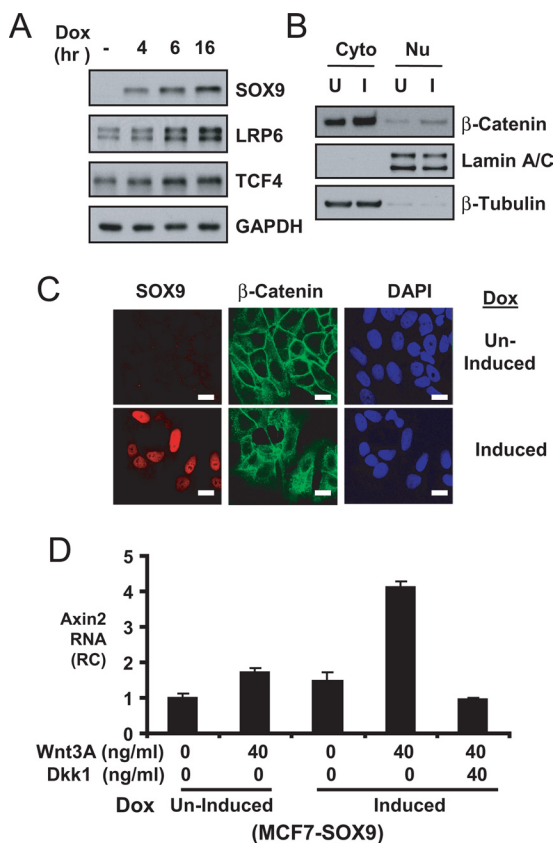 A
Dox
(hr)
- 4 6 16
SOX9
LRP6
TCF4
GAPDH
B
Cyto Nu
U I U I
β-Catenin
Lamin A/C
β-Tubulin
C
SOX9 β-Catenin DAPI Dox
Un-
Induced
Induced
D
5
4
3
2
1
0
Axin2
RNA
(RC)
Wnt3A (ng/ml) 0 40 0 40 40
Dkk1 (ng/ml) 0 0 0 0 40
Dox Un-Induced Induced
(MCF7-SOX9)